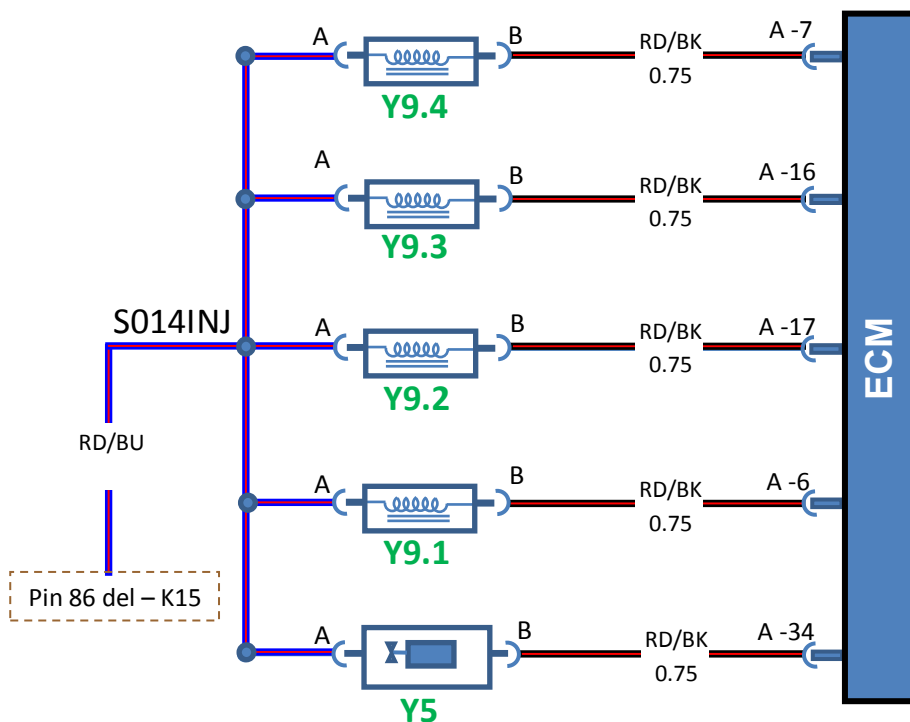 A B RD/BK A -7
0.75
Y9.4
A B RD/BK A -16
0.75
Y9.3
S014INJ A B RD/BK A -17
0.75
Y9.2
RD/BU
A B RD/BK A -6
0.75
Y9.1
Pin 86 del – K15
A B RD/BK A -34
0.75
Y5
ECM